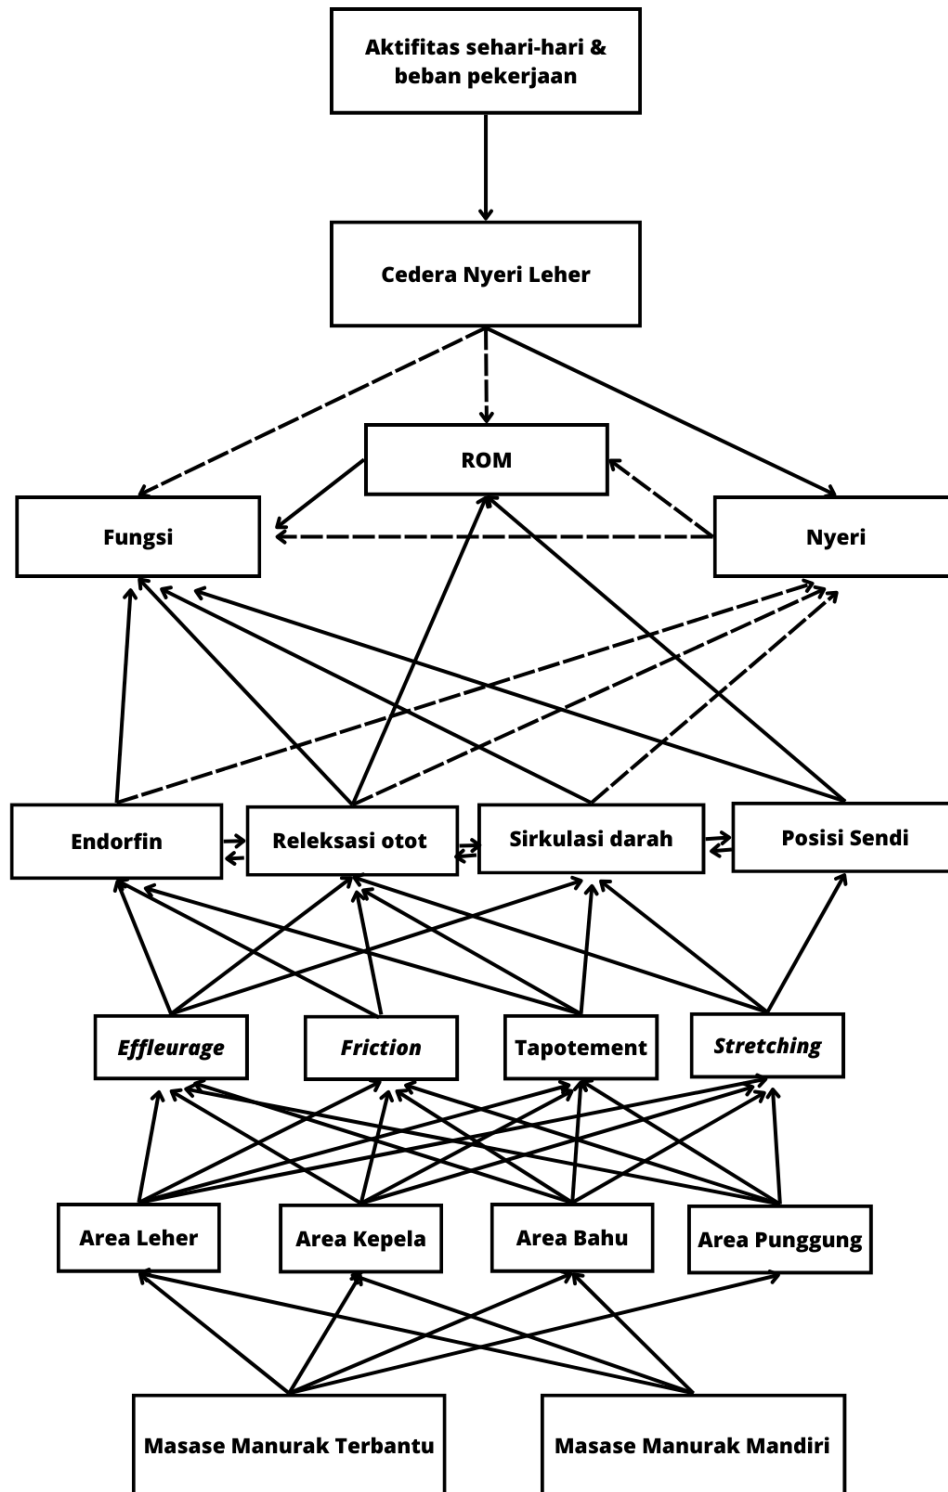 Aktifitas sehari-hari &
beban pekerjaan
Cedera Nyeri Leher
ROM
Fungsi
Nyeri
Endorfin
Releksasi otot
Sirkulasi darah
Posisi Sendi
Effleurage
Friction
Tapotement
Stretching
Area Leher
Area Kepela
Area Bahu
Area Punggung
Masase Manurak Terbantu
Masase Manurak Mandiri